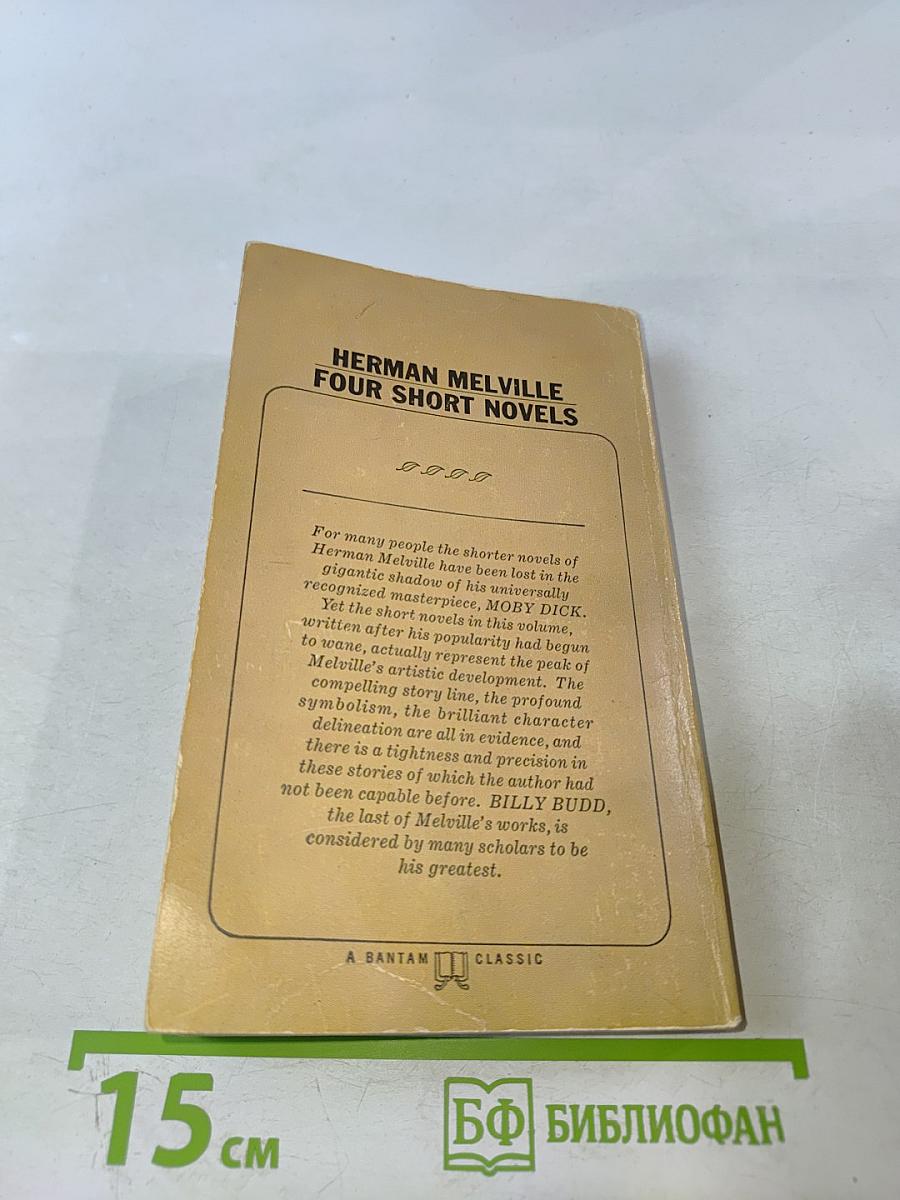 HERMAN MELVILLE
FOUR SHORT NOVELS
For many people the shorter novels of
Herman Melville have been lost in the
gigantic shadow of his universally
recognized masterpiece, MOBY DICK.
Yet the short novels in this volume,
written after his popularity had begun
to wane, actually represent the peak of
Melville's artistic development. The
compelling story line, the profound
symbolism, the brilliant character
delineation are all in evidence, and
there is a tightness and precision in
these stories of which the author had
not been capable before. BILLY BUDD,
the last of Melville's works, is
considered by many scholars to be
his greatest.
A BANTAM CLASSIC
15 см
БФ БИБЛИОФАН